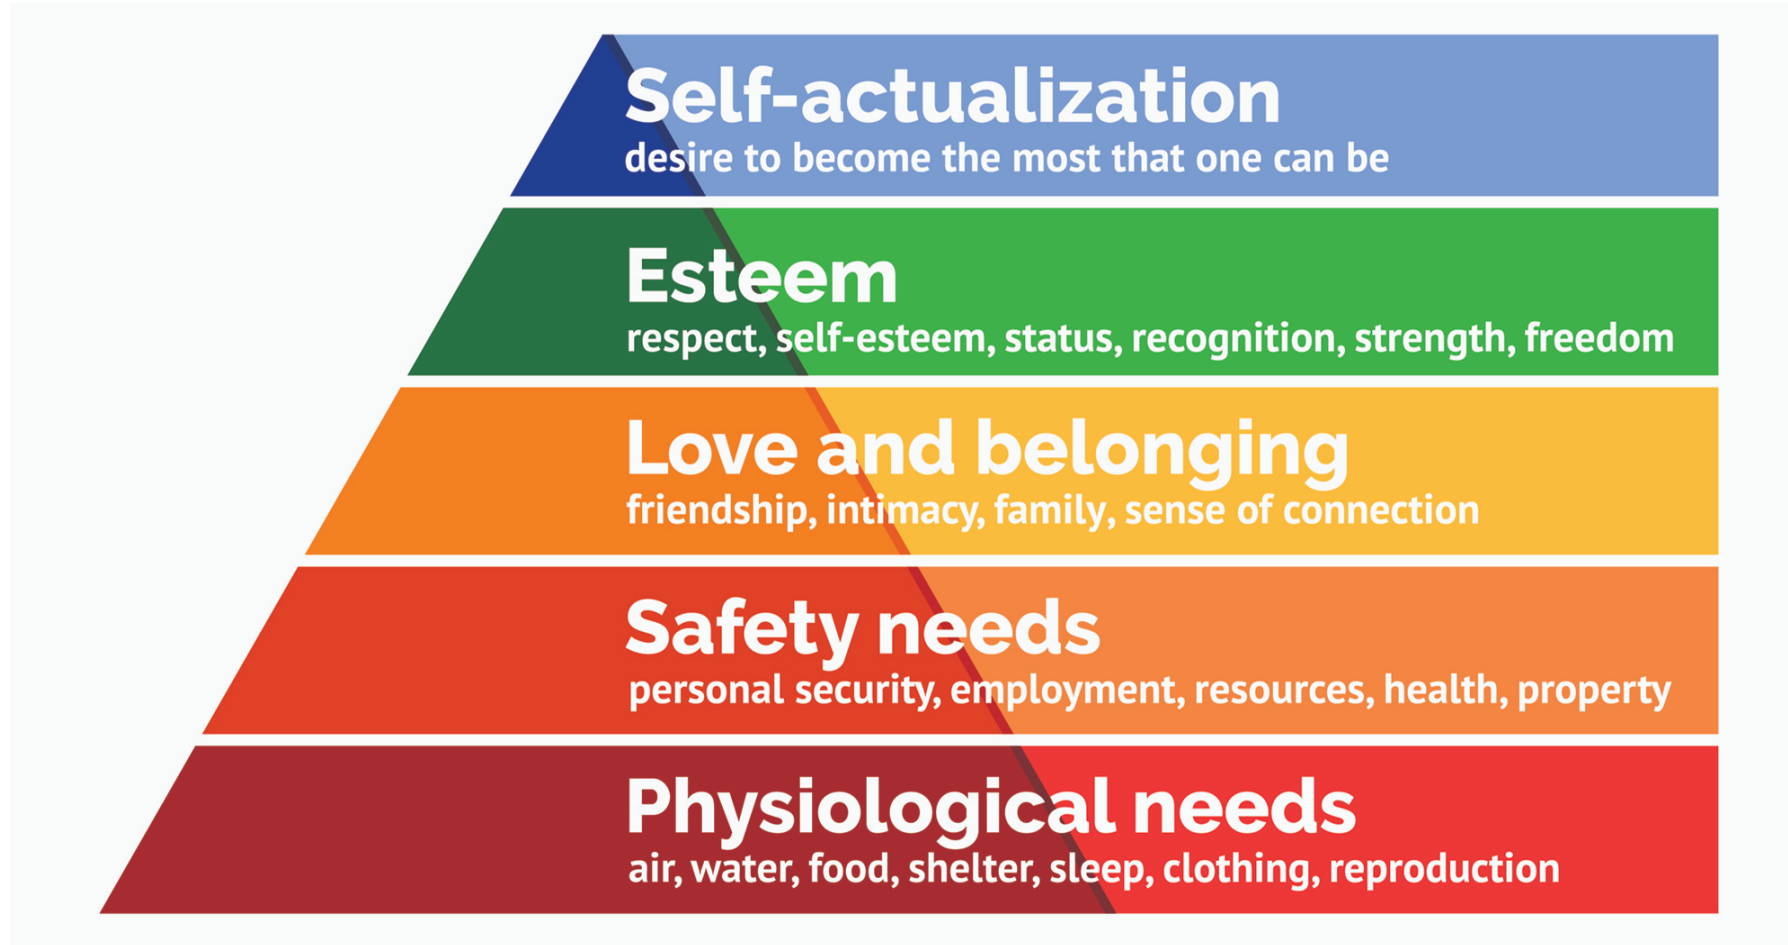 Self-actualization
desire to become the most that one can be
Esteem
respect, self-esteem, status, recognition, strength, freedom
Love and belonging
friendship, intimacy, family, sense of connection
Safety needs
personal security, employment, resources, health, property
Physiological needs
air, water, food, shelter, sleep, clothing, reproduction